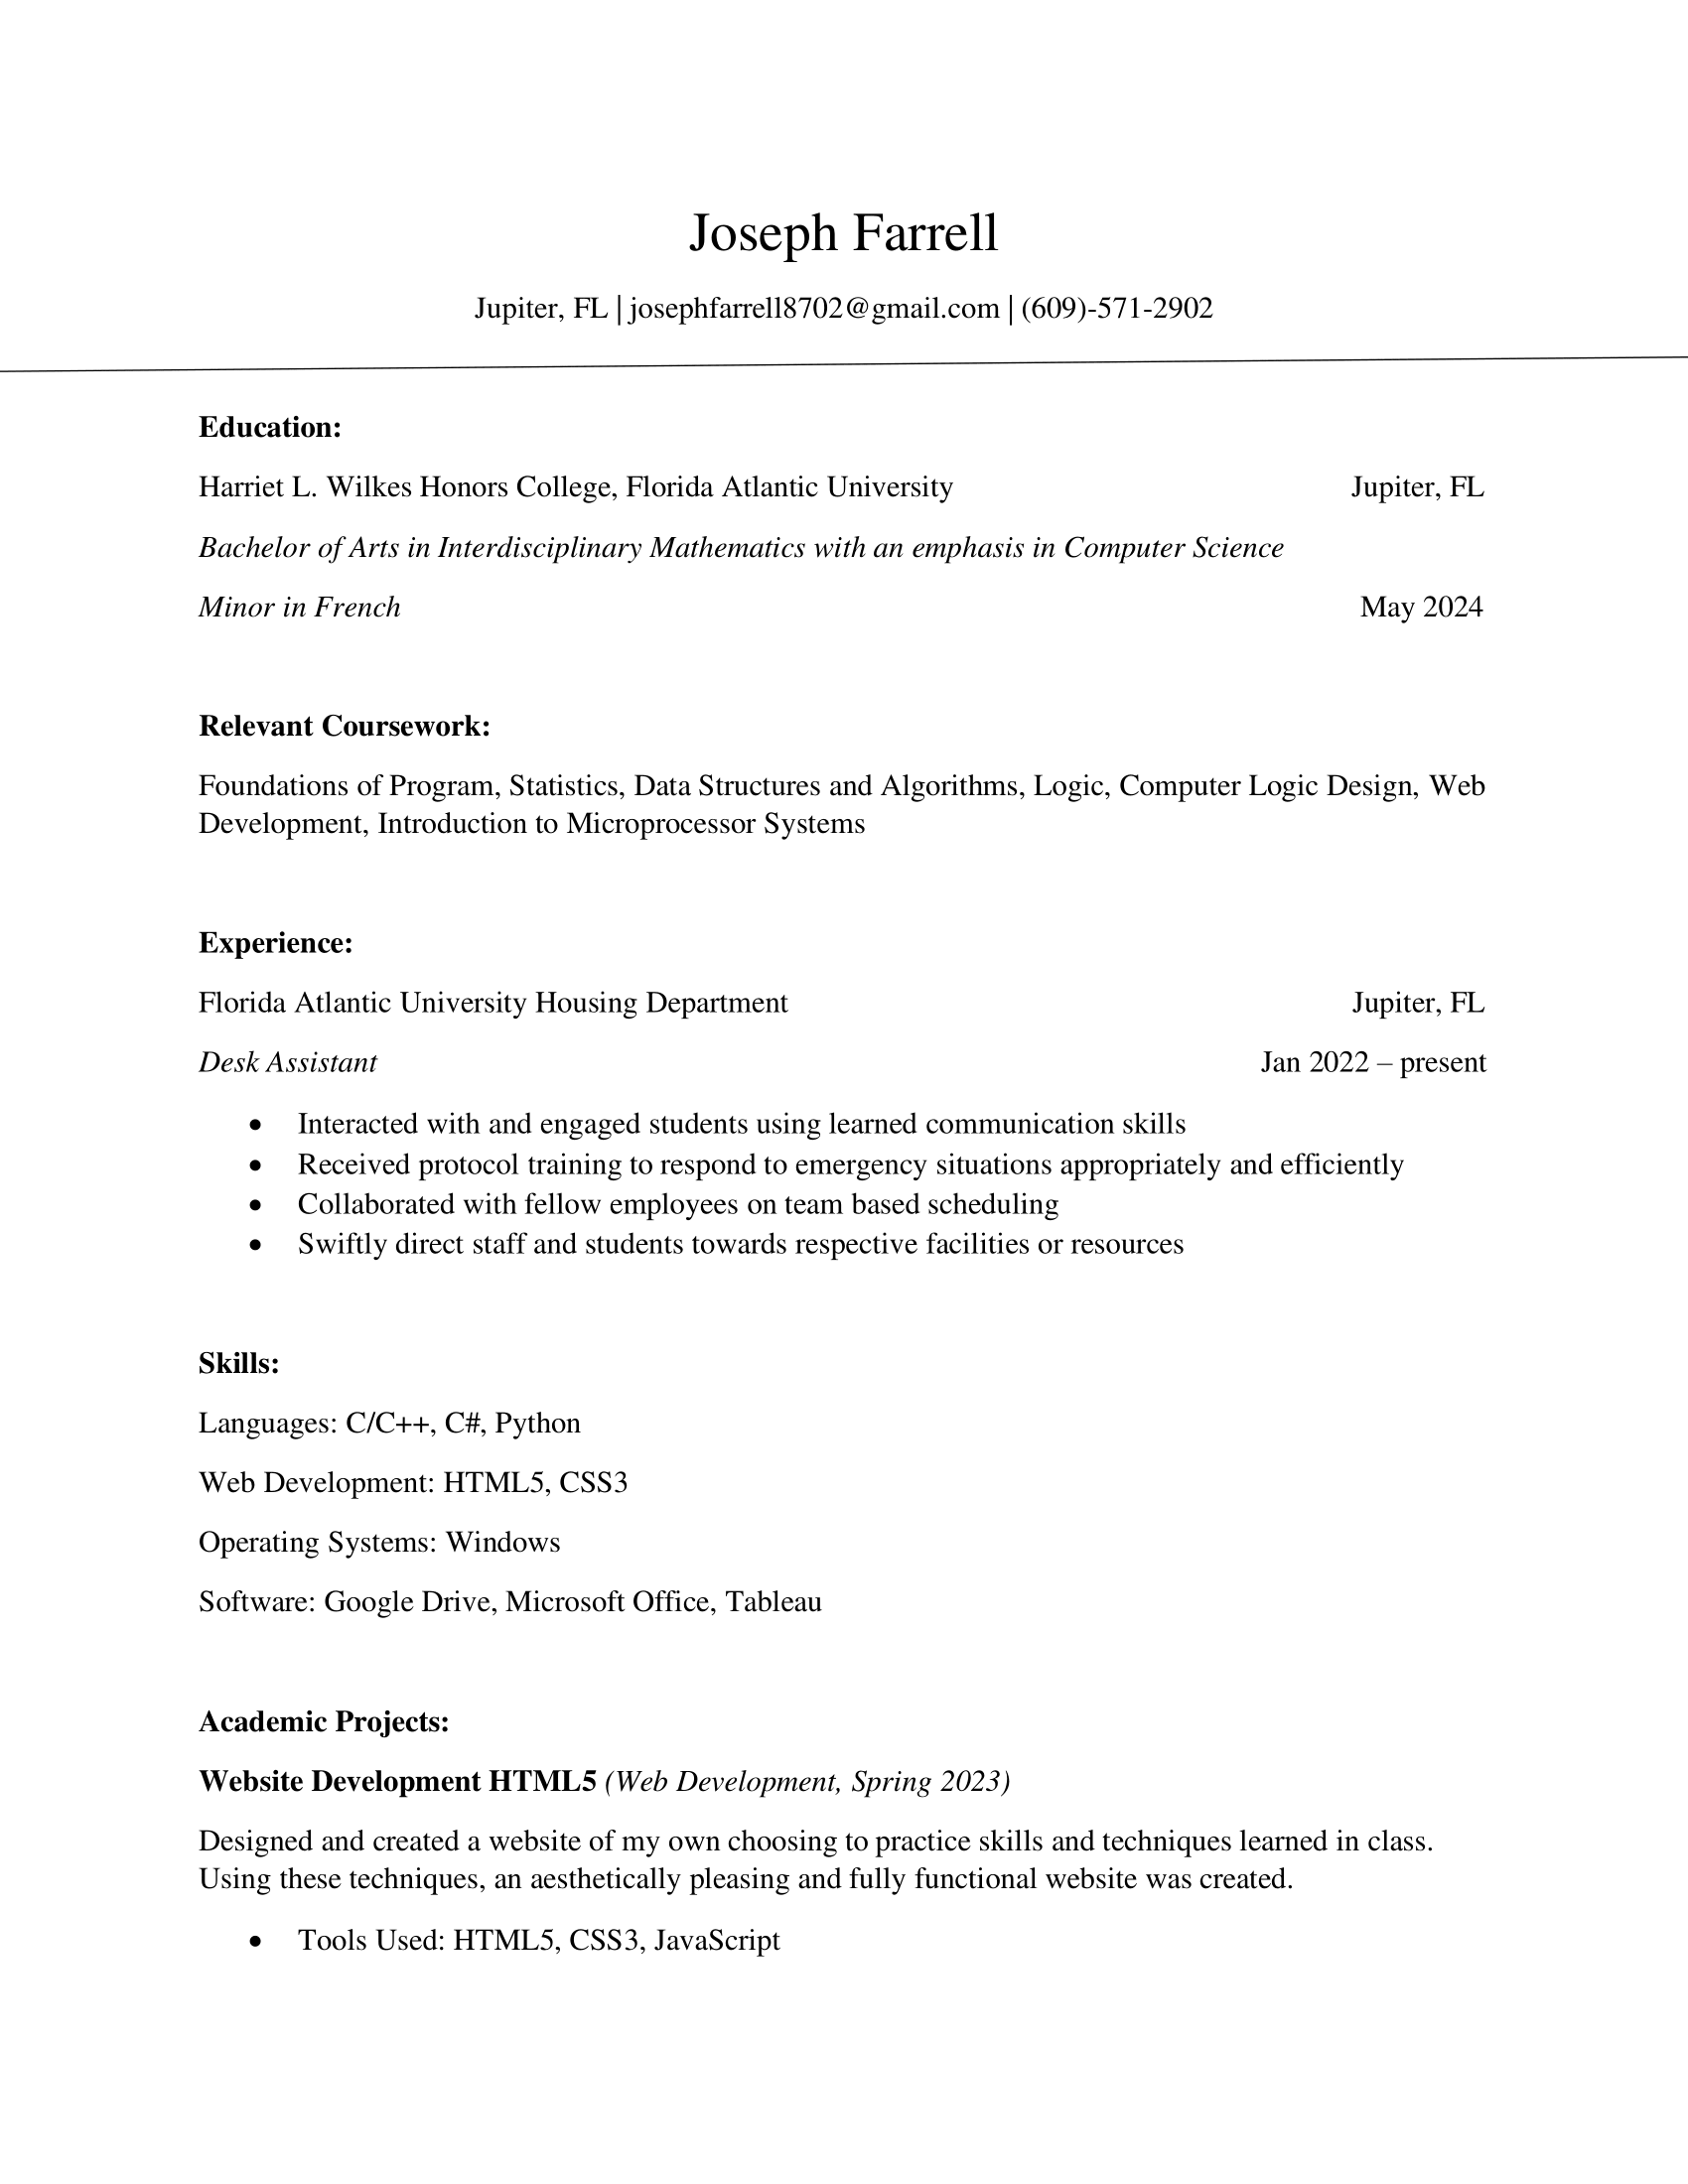 Joseph Farrell
Jupiter, FL | josephfarrell8702@gmail.com | (609)-571-2902
Education:
Harriet L. Wilkes Honors College, Florida Atlantic University Jupiter, FL
Bachelor of Arts in Interdisciplinary Mathematics with an emphasis in Computer Science
Minor in French May 2024
Relevant Coursework:
Foundations of Program, Statistics, Data Structures and Algorithms, Logic, Computer Logic Design, Web
Development, Introduction to Microprocessor Systems
Experience:
Florida Atlantic University Housing Department Jupiter, FL
Desk Assistant Jan 2022 – present
• Interacted with and engaged students using learned communication skills
• Received protocol training to respond to emergency situations appropriately and efficiently
• Collaborated with fellow employees on team based scheduling
• Swiftly direct staff and students towards respective facilities or resources
Skills:
Languages: C/C++, C#, Python
Web Development: HTML5, CSS3
Operating Systems: Windows
Software: Google Drive, Microsoft Office, Tableau
Academic Projects:
Website Development HTML5 (Web Development, Spring 2023)
Designed and created a website of my own choosing to practice skills and techniques learned in class.
Using these techniques, an aesthetically pleasing and fully functional website was created.
• Tools Used: HTML5, CSS3, JavaScript